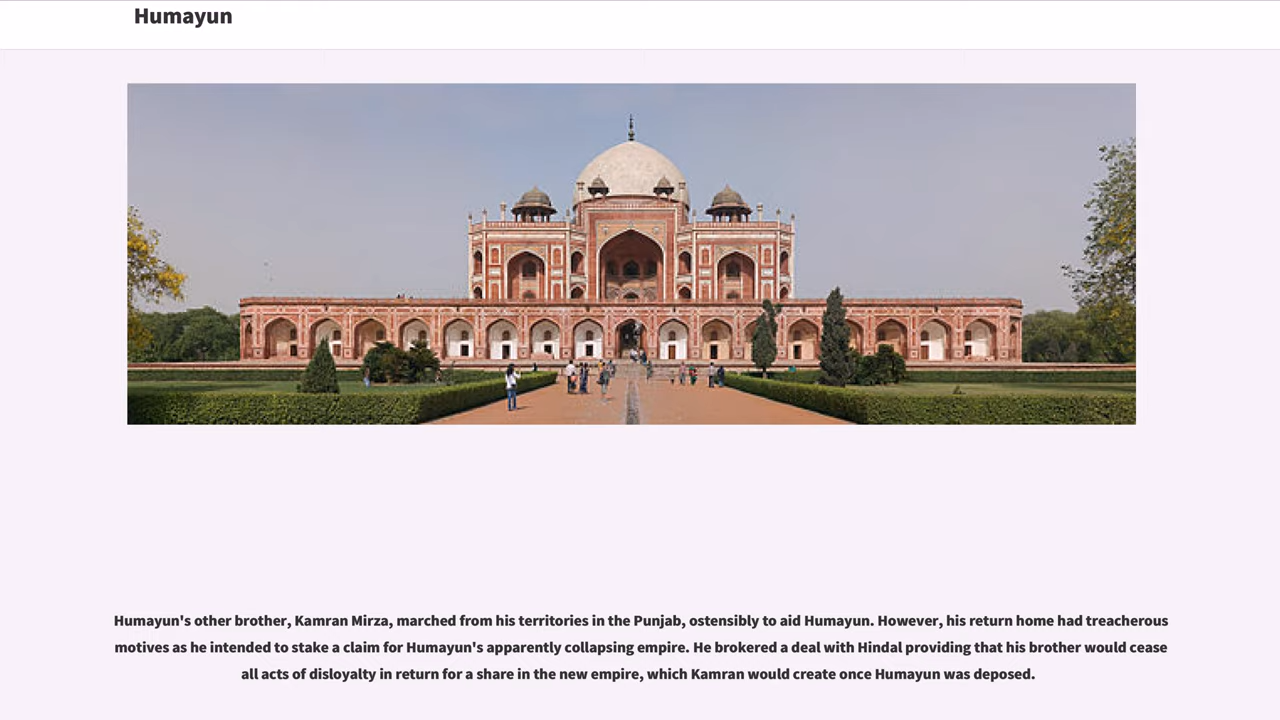 Humayun
Humayun's other brother, Kamran Mirza, marched from his territories in the Punjab, ostensibly to aid Humayun. However, his return home had treacherous
motives as he intended to stake a claim for Humayun's apparently collapsing empire. He brokered a deal with Hindal providing that his brother would cease
all acts of disloyalty in return for a share in the new empire, which Kamran would create once Humayun was deposed.